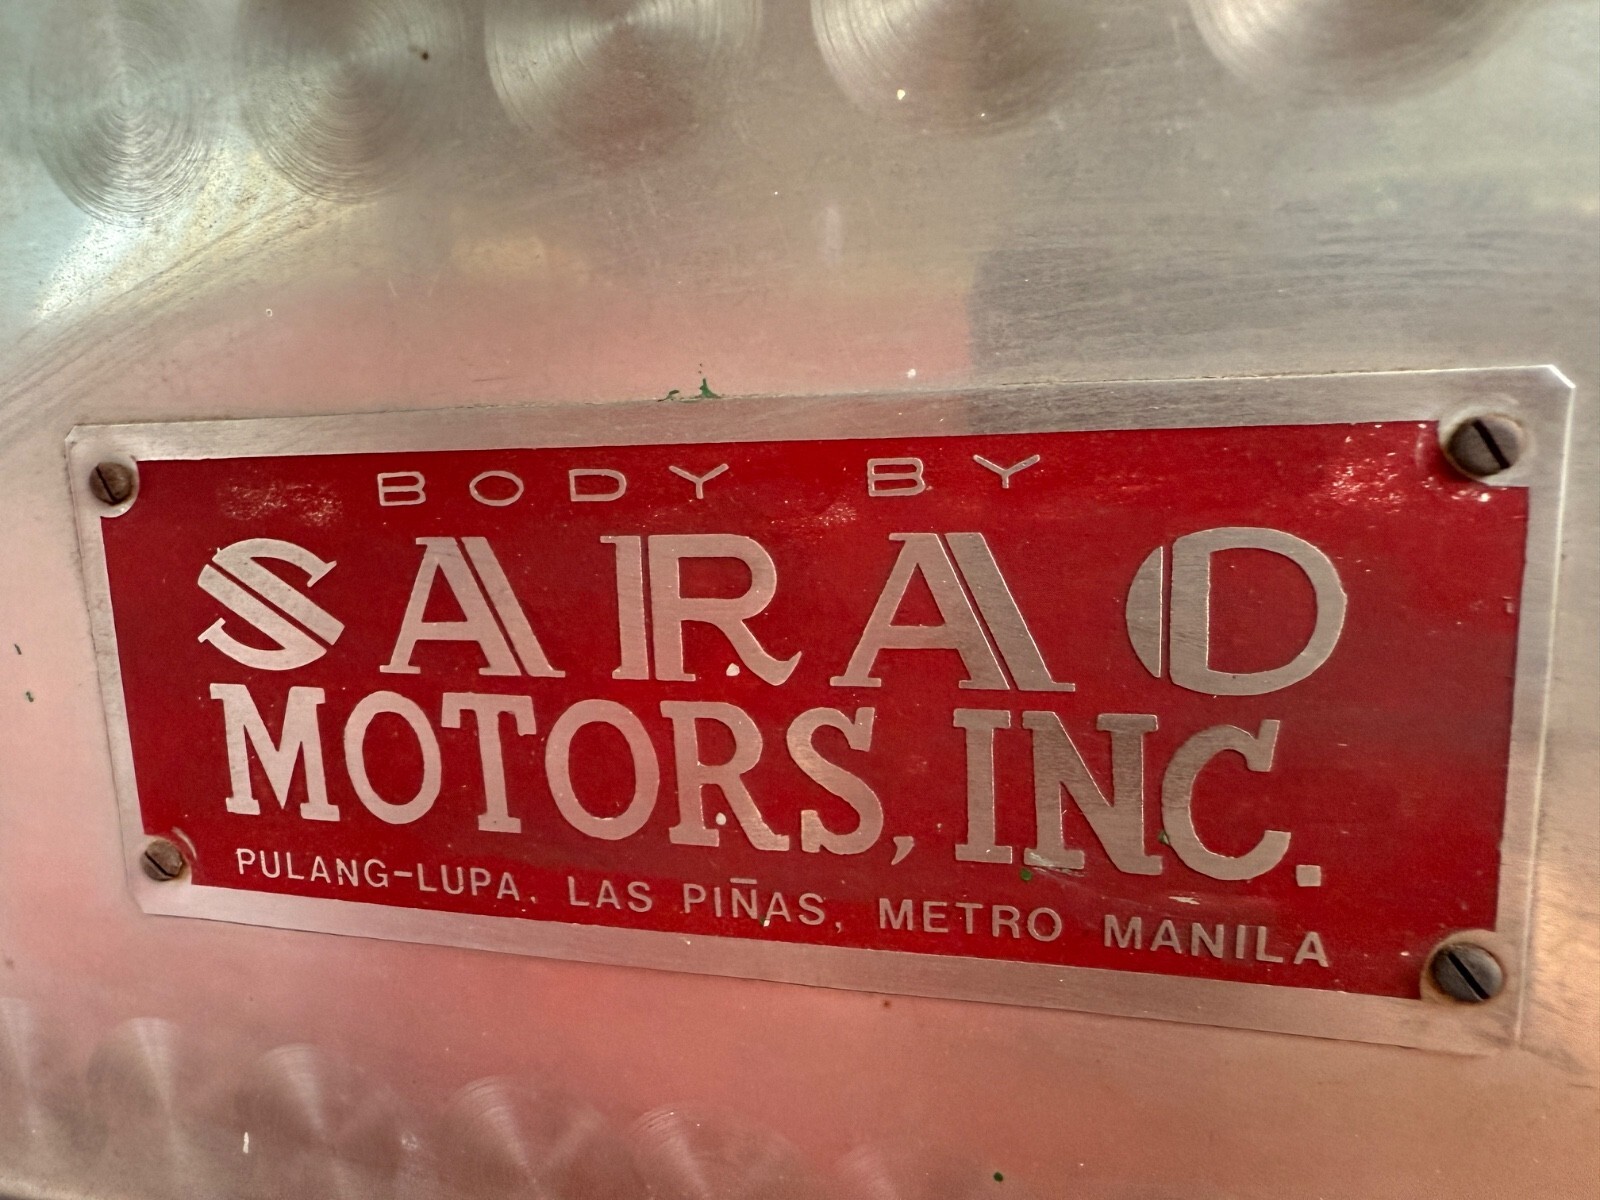 BODY BY
SARAO
MOTORS, INC.
PULANG-LUPA, LAS PIÑAS, METRO MANILA